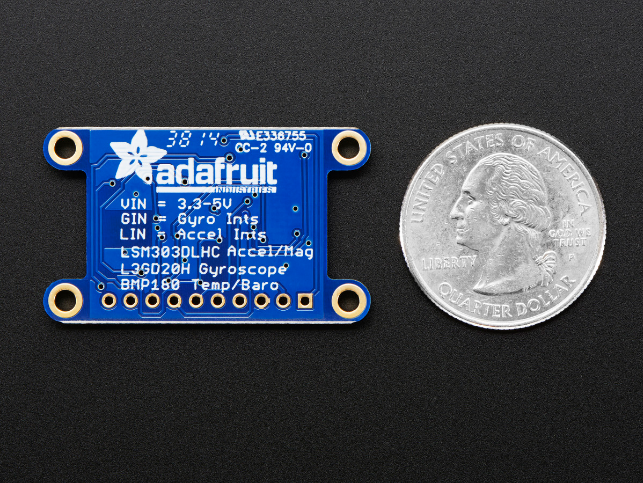 3814
E336755
CC-2 94V-0
adafruit
INDUSTRIES
VIN = 3.3-5V
GIN = Gyro Ints
LIN = Accel Ints
LSM303DLHC Accel/Mag
L3GD20H Gyroscope
BMP180 Temp/Baro
UNITED STATES OF AMERICA
LIBERTY
IN
GOD WE
TRUST
P
QUARTER DOLLAR